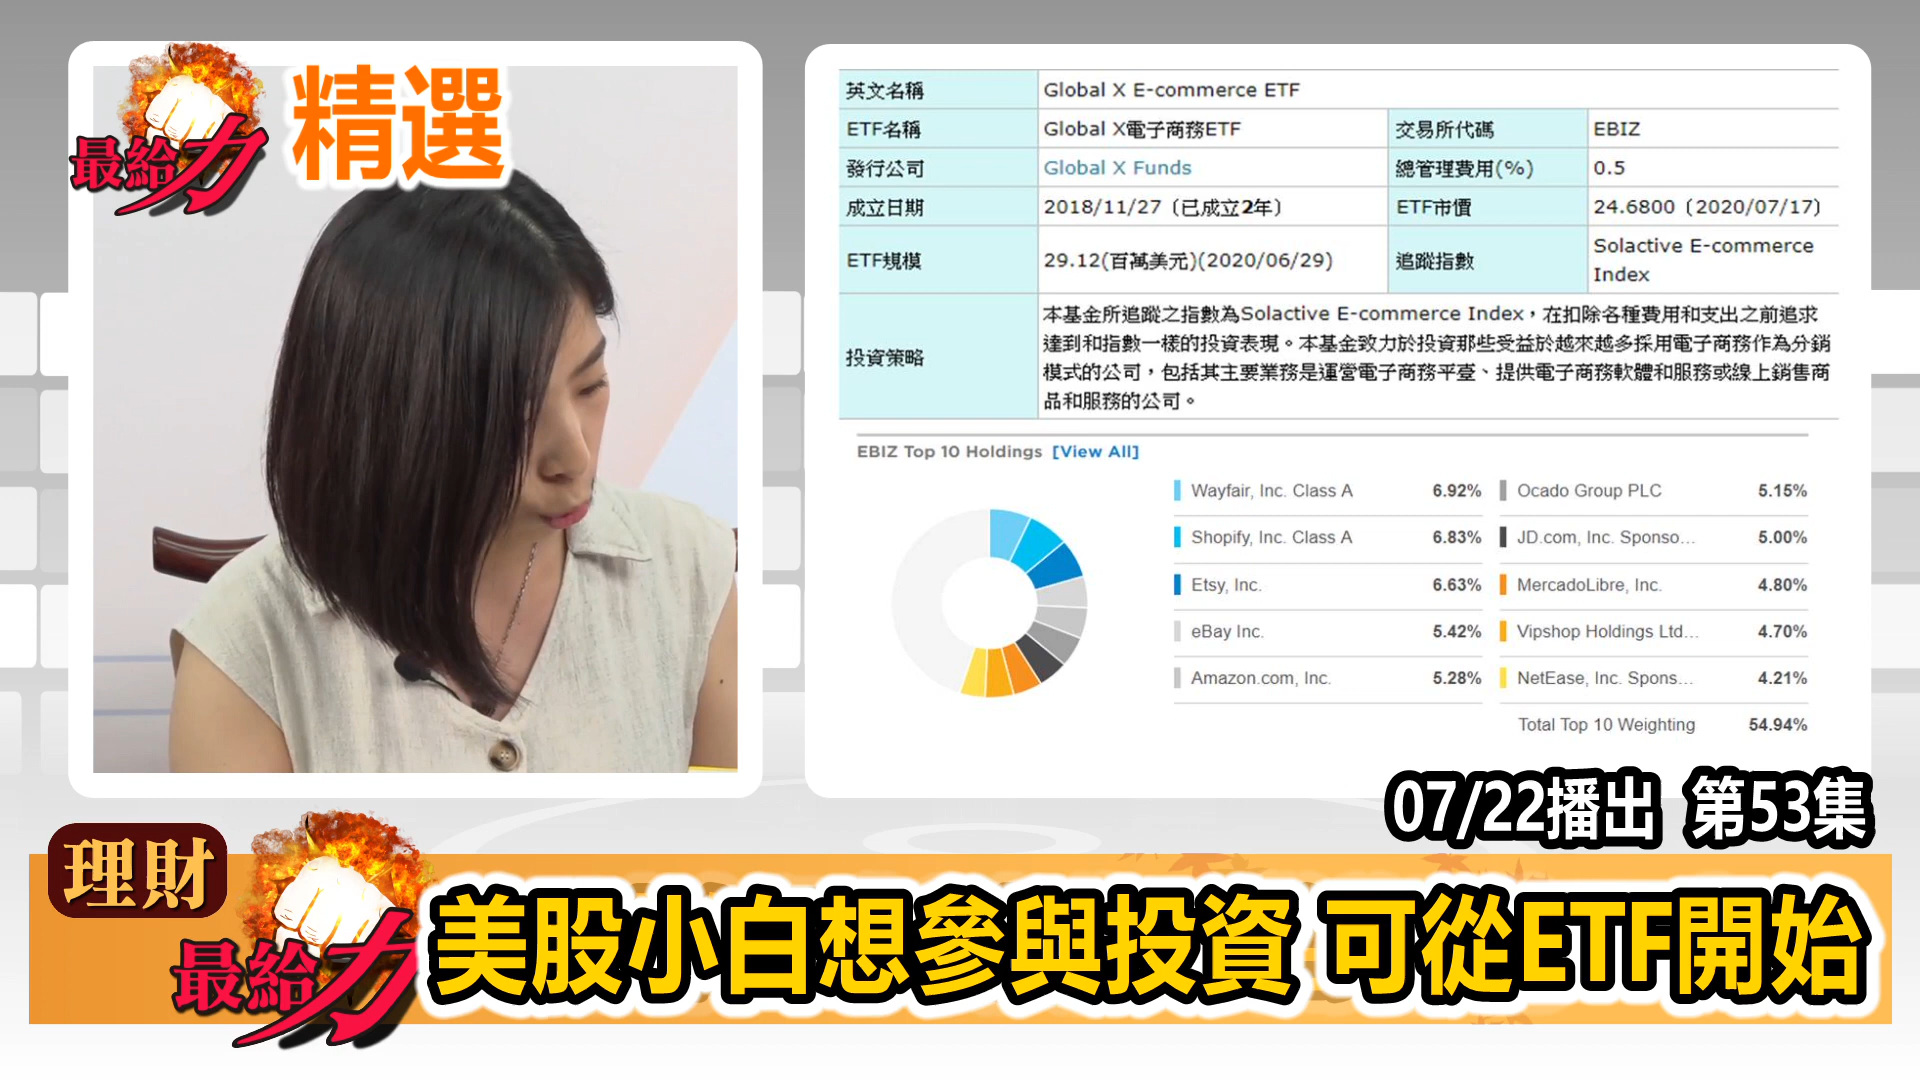 最給力 精選
英文名稱 Global X E-commerce ETF
ETF名稱 Global X電子商務ETF 交易所代碼 EBIZ
發行公司 Global X Funds 總管理費用(%) 0.5
成立日期 2018/11/27（已成立2年） ETF市價 24.6800（2020/07/17）
ETF規模 29.12(百萬美元)(2020/06/29) 追蹤指數 Solactive E-commerce
Index
投資策略
本基金所追蹤之指數為Solactive E-commerce Index，在扣除各種費用和支出之前追求
達到和指數一樣的投資表現。本基金致力於投資那些受益於越來越多採用電子商務作為分銷
模式的公司，包括其主要業務是運營電子商務平臺、提供電子商務軟體和服務或線上銷售商
品和服務的公司。
EBIZ Top 10 Holdings [View All]
Wayfair, Inc. Class A 6.92% Ocado Group PLC 5.15%
Shopify, Inc. Class A 6.83% JD.com, Inc. Sponso... 5.00%
Etsy, Inc. 6.63% MercadoLibre, Inc. 4.80%
eBay Inc. 5.42% Vipshop Holdings Ltd... 4.70%
Amazon.com, Inc. 5.28% NetEase, Inc. Spons... 4.21%
Total Top 10 Weighting 54.94%
07/22播出 第53集
理財
最給力
美股小白想參與投資 可從ETF開始